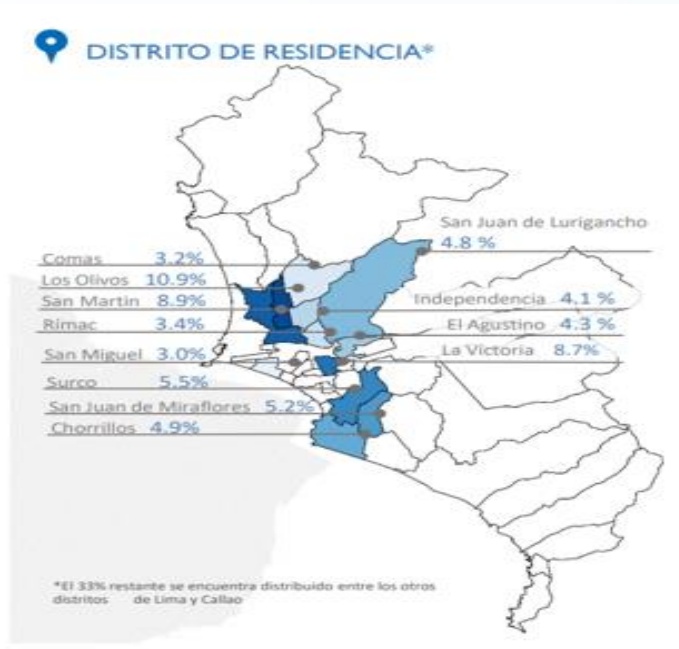 DISTRITO DE RESIDENCIA*
San Juan de Lurigancho
4.8 %
Comas 3.2%
Los Olivos 10.9%
San Martin 8.9%
Rimac 3.4%
San Miguel 3.0%
Surco 5.5%
San Juan de Miraflores 5.2%
Chorrillos 4.9%
Independencia 4.1 %
El Agustino 4.3 %
La Victoria 8.7%
*El 33% restante se encuentra distribuido entre los otros
distritos de Lima y Callao